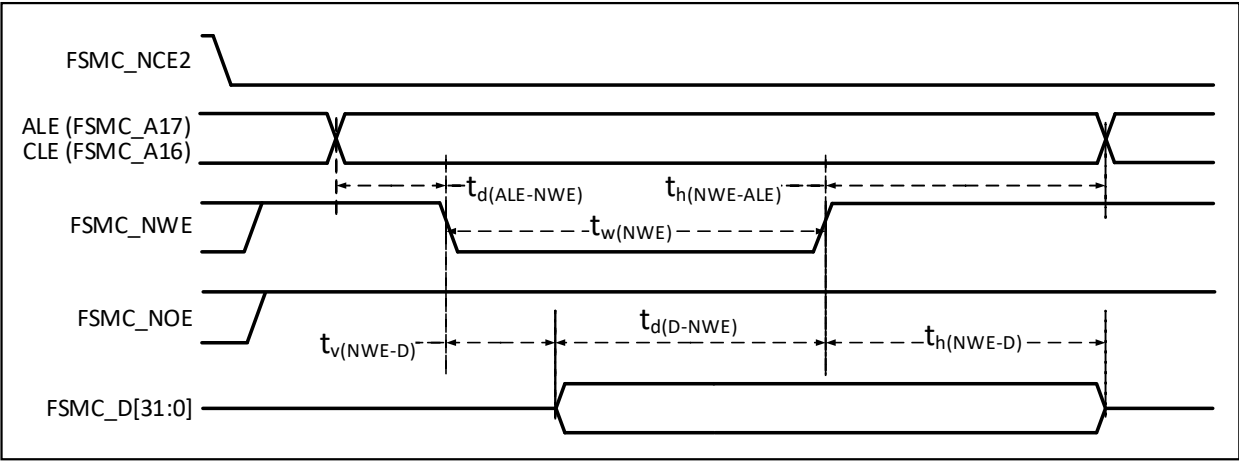 FSMC_NCE2
ALE (FSMC_A17)
CLE (FSMC_A16)
td(ALE-NWE)
th(NWE-ALE)
FSMC_NWE
tw(NWE)
FSMC_NOE
tv(NWE-D)
td(D-NWE)
th(NWE-D)
FSMC_D[31:0]